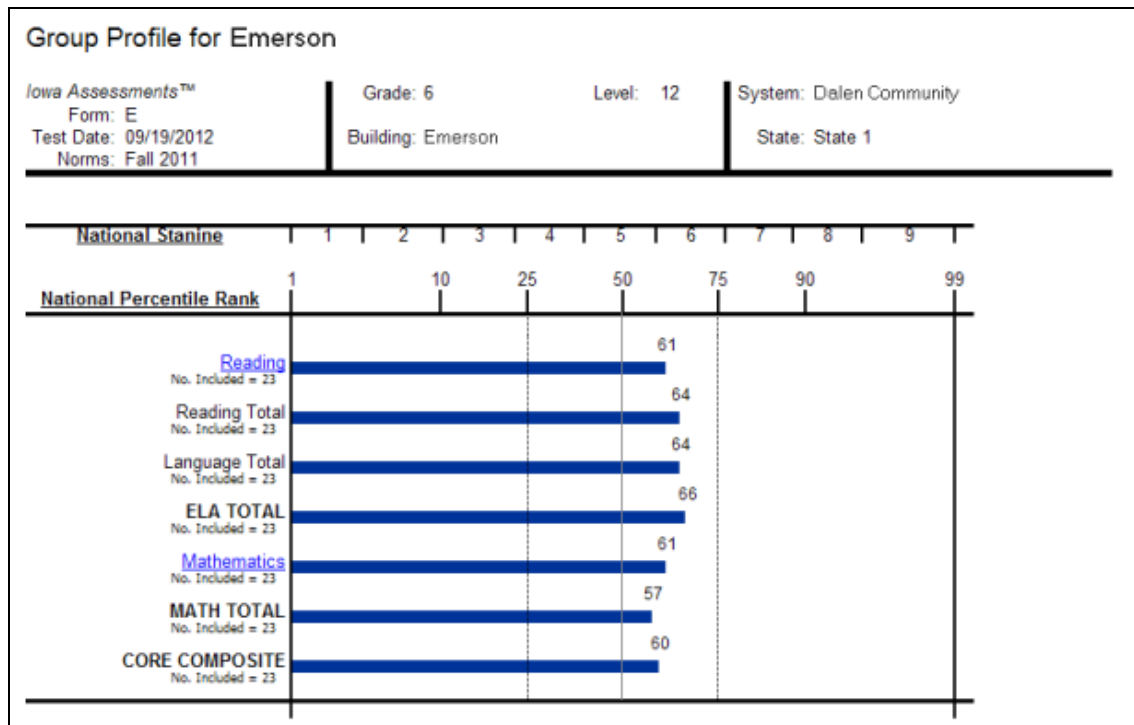 Group Profile for Emerson
Iowa Assessments™
Form: E
Test Date: 09/19/2012
Norms: Fall 2011
Grade: 6 Level: 12
Building: Emerson
System: Dalen Community
State: State 1
National Stanine 1 2 3 4 5 6 7 8 9
1 10 25 50 75 90 99
National Percentile Rank
61
Reading
No. Included = 23
64
Reading Total
No. Included = 23
64
Language Total
No. Included = 23
66
ELA TOTAL
No. Included = 23
61
Mathematics
No. Included = 23
57
MATH TOTAL
No. Included = 23
60
CORE COMPOSITE
No. Included = 23